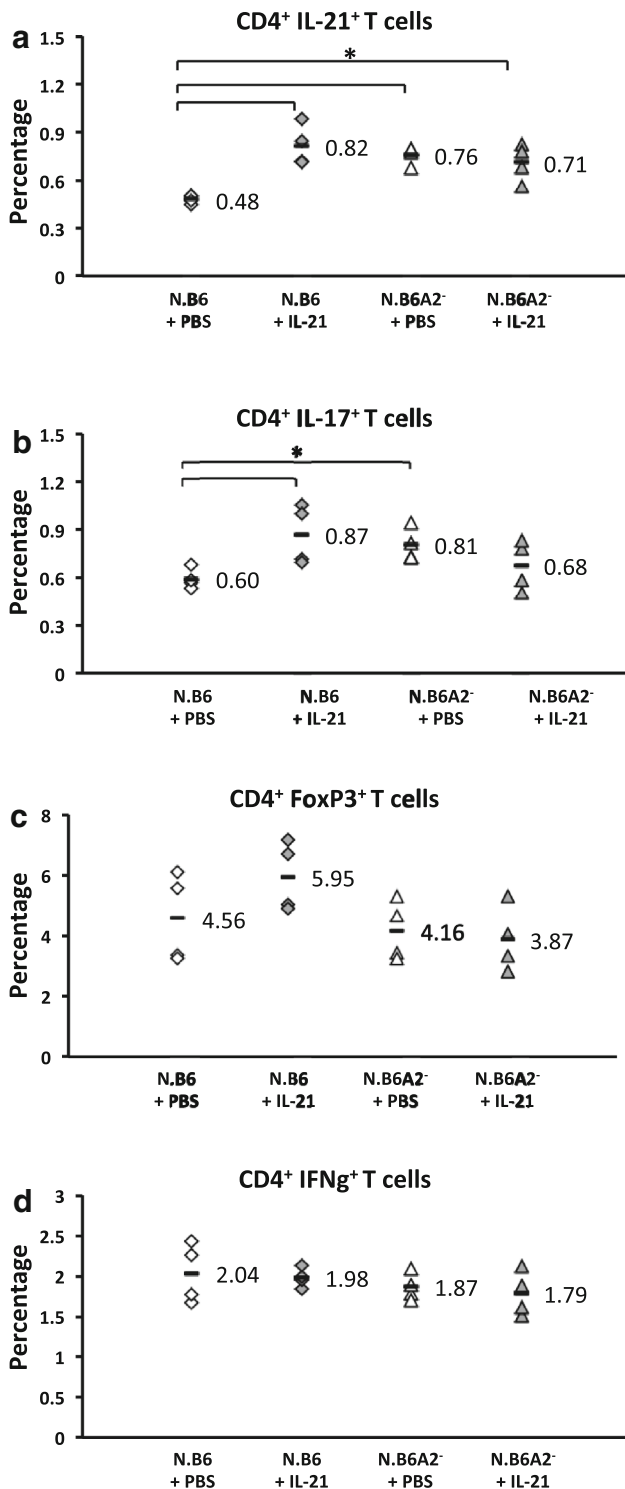 a
CD4⁺ IL-21⁺ T cells
Percentage
1.5
1.2
0.9
0.6
0.3
0
*
0.48
0.82
0.76
0.71
N.B6
+ PBS
N.B6
+ IL-21
N.B6A2⁻
+ PBS
N.B6A2⁻
+ IL-21
b
CD4⁺ IL-17⁺ T cells
Percentage
1.5
1.2
0.9
0.6
0.3
0
*
0.60
0.87
0.81
0.68
N.B6
+ PBS
N.B6
+ IL-21
N.B6A2⁻
+ PBS
N.B6A2⁻
+ IL-21
c
CD4⁺ FoxP3⁺ T cells
Percentage
8
6
4
2
0
4.56
5.95
4.16
3.87
N.B6
+ PBS
N.B6
+ IL-21
N.B6A2⁻
+ PBS
N.B6A2⁻
+ IL-21
d
CD4⁺ IFNg⁺ T cells
Percentage
3
2.5
2
1.5
1
0.5
0
2.04
1.98
1.87
1.79
N.B6
+ PBS
N.B6
+ IL-21
N.B6A2⁻
+ PBS
N.B6A2⁻
+ IL-21